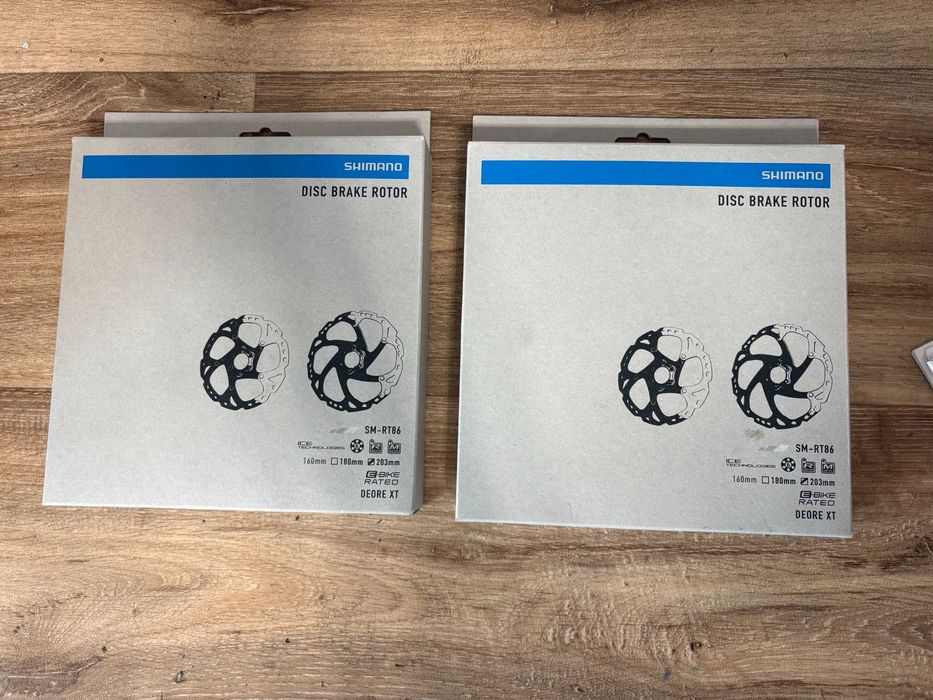 SHIMANO
DISC BRAKE ROTOR
SM-RT86
ICE
TECHNOLOGIES
160mm 180mm 203mm
E-BIKE
RATED
DEORE XT
SHIMANO
DISC BRAKE ROTOR
SM-RT86
ICE
TECHNOLOGIES
160mm 180mm 203mm
E-BIKE
RATED
DEORE XT